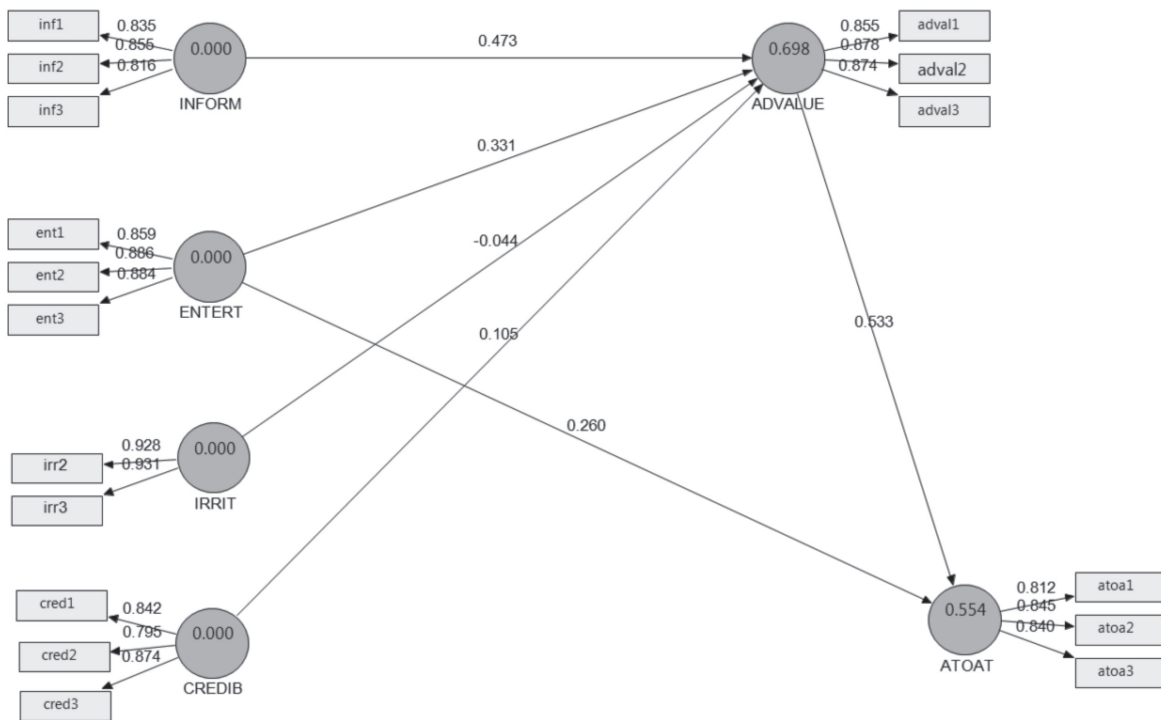 inf1
0.835
0.855
inf2
0.816
inf3
0.000
INFORM
0.473
0.698
ADVALUE
0.855
adval1
0.878
adval2
0.874
adval3
0.331
ent1
0.859
0.886
ent2
0.884
ent3
0.000
ENTERT
-0.044
0.105
0.533
0.260
0.928
irr2
0.931
irr3
0.000
IRRIT
cred1
0.842
0.795
cred2
0.874
cred3
0.000
CREDIB
0.554
ATOAT
0.812
atoa1
0.845
atoa2
0.840
atoa3